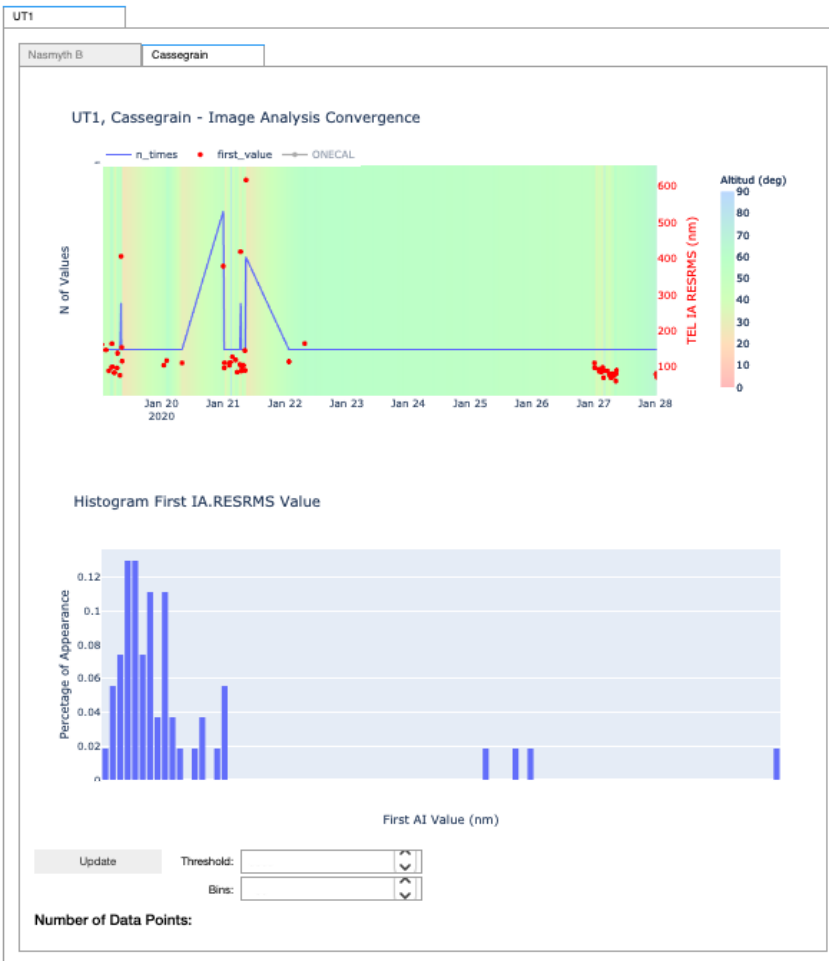 UT1
Nasmyth B
Cassegrain
UT1, Cassegrain - Image Analysis Convergence
n_times first_value ONECAL
N of Values
600
500
400
300
200
100
TEL IA RESRMS (nm)
Altitud (deg)
90
80
70
60
50
40
30
20
10
0
Jan 20
2020
Jan 21
Jan 22
Jan 23
Jan 24
Jan 25
Jan 26
Jan 27
Jan 28
Histogram First IA.RESRMS Value
Percetage of Appearance
0.12
0.1
0.08
0.06
0.04
0.02
0
First AI Value (nm)
Update
Threshold:
Bins:
Number of Data Points: